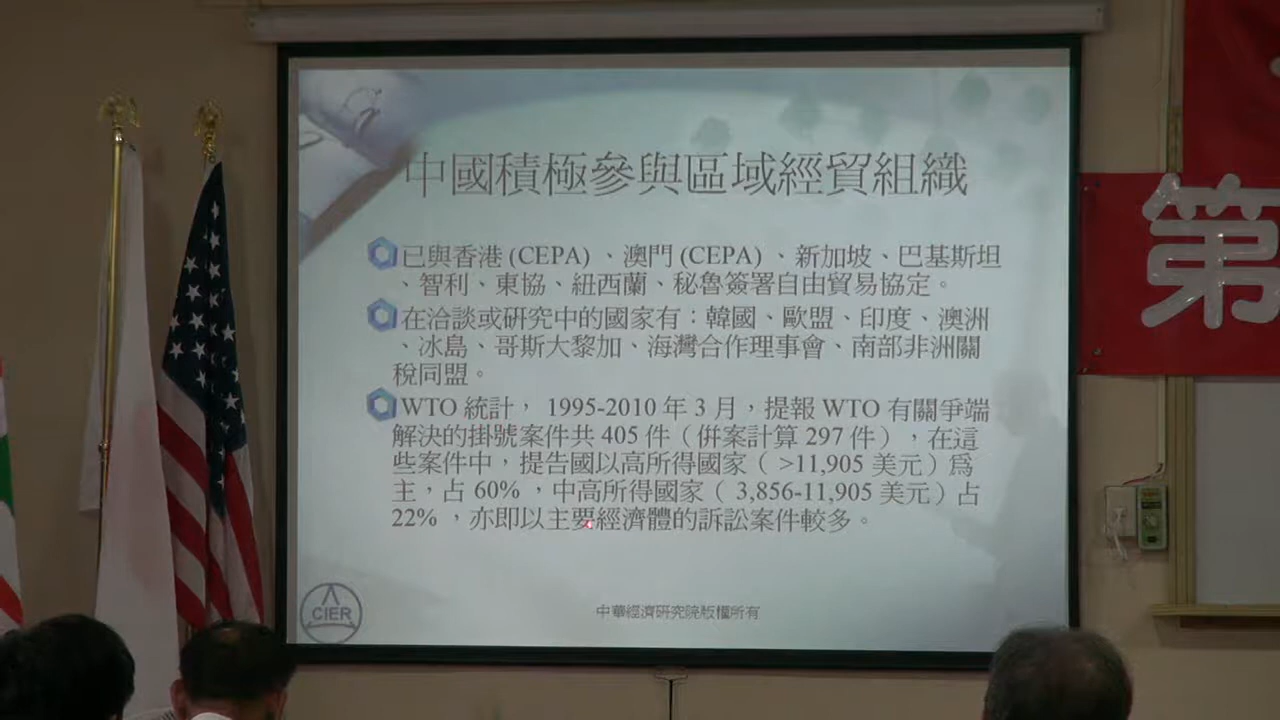 中國積極參與區域經貿組織
已與香港 (CEPA) 、澳門 (CEPA) 、新加坡、巴基斯坦
、智利、東協、紐西蘭、秘魯簽署自由貿易協定。
在洽談或研究中的國家有：韓國、歐盟、印度、澳洲
、冰島、哥斯大黎加、海灣合作理事會、南部非洲關
稅同盟。
WTO 統計， 1995-2010 年 3 月，提報 WTO 有關爭端
解決的掛號案件共 405 件（併案計算 297 件），在這
些案件中，提告國以高所得國家（ >11,905 美元）為
主，占 60% ，中高所得國家（ 3,856-11,905 美元）占
22% ，亦即以主要經濟體的訴訟案件較多。
CIER
中華經濟研究院版權所有
第